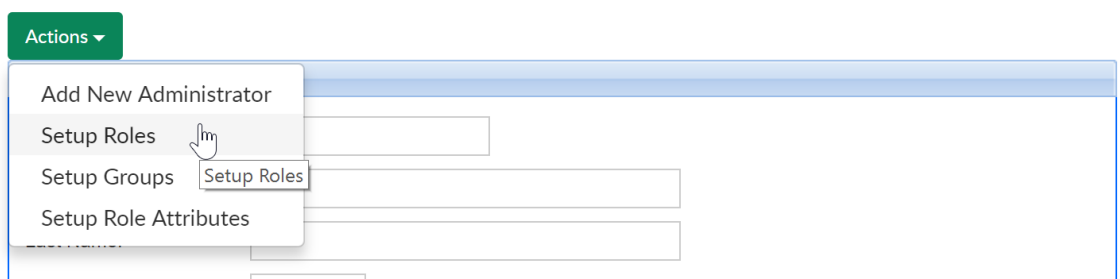 Actions
Add New Administrator
Setup Roles
Setup Roles
Setup Groups
Setup Role Attributes